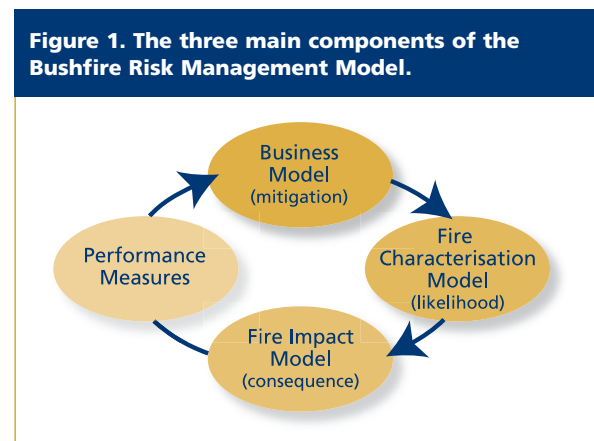 Figure 1. The three main components of the
Bushfire Risk Management Model.
Business
Model
(mitigation)
Fire
Characterisation
Model
(likelihood)
Fire Impact
Model
(consequence)
Performance
Measures